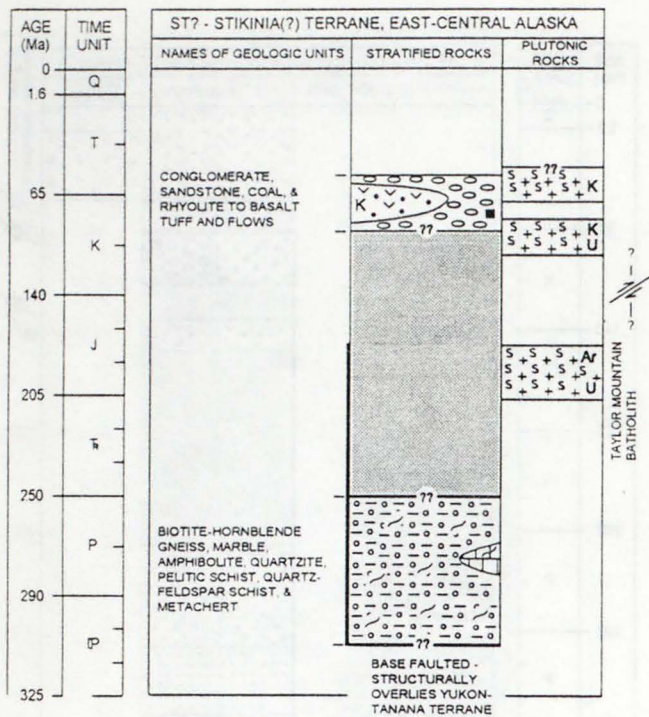 AGE
(Ma)
TIME
UNIT
ST? - STIKINIA(?) TERRANE, EAST-CENTRAL ALASKA
NAMES OF GEOLOGIC UNITS
STRATIFIED ROCKS
PLUTONIC
ROCKS
0
Q
1.6
T
CONGLOMERATE,
SANDSTONE, COAL, &
RHYOLITE TO BASALT
TUFF AND FLOWS
K
??
??
S S S S K
S S S
65
K
S S S K
S S S U
?
?
140
J
S S S S Ar
S S S S
S S S U
TAYLOR MOUNTAIN
BATHOLITH
205
250
??
P
BIOTITE-HORNBLENDE
GNEISS, MARBLE,
AMPHIBOLITE, QUARTZITE,
PELITIC SCHIST, QUARTZ-
FELDSPAR SCHIST, &
METACHERT
290
??
BASE FAULTED -
STRUCTURALLY
OVERLIES YUKON-
TANANA TERRANE
325